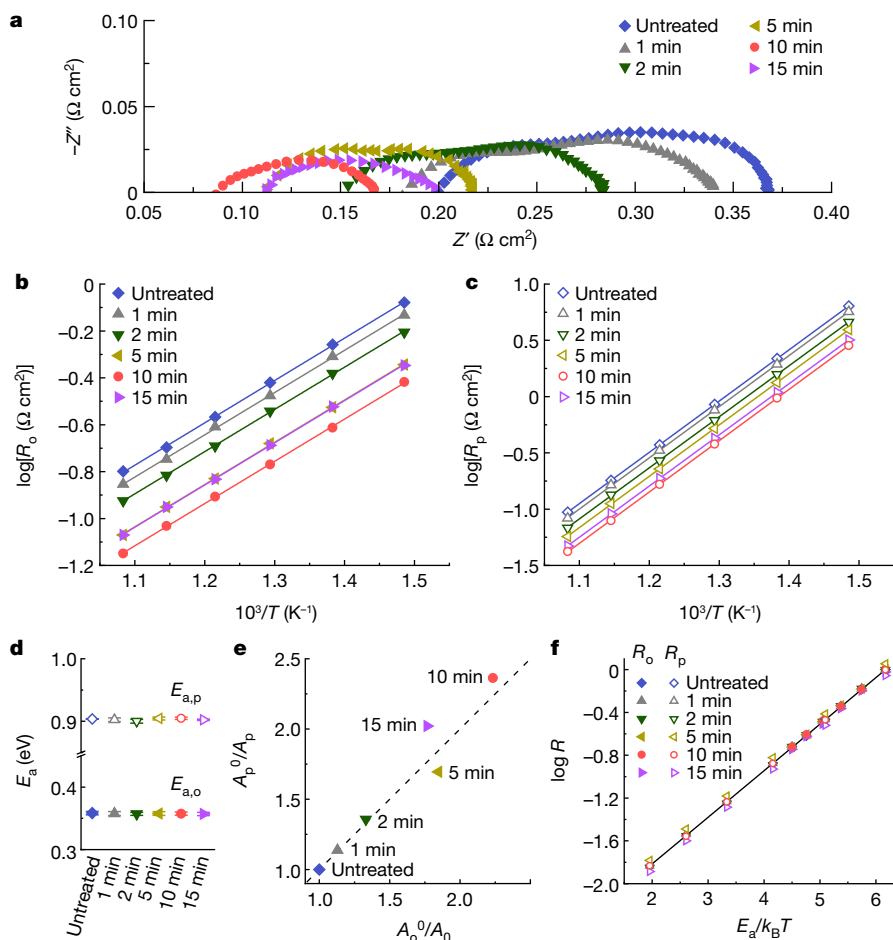 a
0.10
0.05
0
–Z″ (Ω cm²)
Untreated
1 min
2 min
5 min
10 min
15 min
0.05 0.10 0.15 0.20 0.25 0.30 0.35 0.40
Z′ (Ω cm²)
b
0
–0.2
–0.4
–0.6
–0.8
–1.0
–1.2
log[Rₒ (Ω cm²)]
Untreated
1 min
2 min
5 min
10 min
15 min
1.1 1.2 1.3 1.4 1.5
10³/T (K⁻¹)
c
1.0
0.5
0
–0.5
–1.0
–1.5
log[Rₚ (Ω cm²)]
Untreated
1 min
2 min
5 min
10 min
15 min
1.1 1.2 1.3 1.4 1.5
10³/T (K⁻¹)
d
1.0
0.9
0.4
0.3
Eₐ (eV)
Eₐ,ₚ
Eₐ,ₒ
Untreated
1 min
2 min
5 min
10 min
15 min
e
2.5
2.0
1.5
1.0
Aₚ⁰/Aₚ
10 min
15 min
5 min
2 min
1 min
Untreated
1.0 1.5 2.0
Aₒ⁰/A₀
f
0
–0.4
–0.8
–1.2
–1.6
–2.0
log R
Rₒ Rₚ
Untreated
1 min
2 min
5 min
10 min
15 min
2 3 4 5 6
Eₐ/k_BT